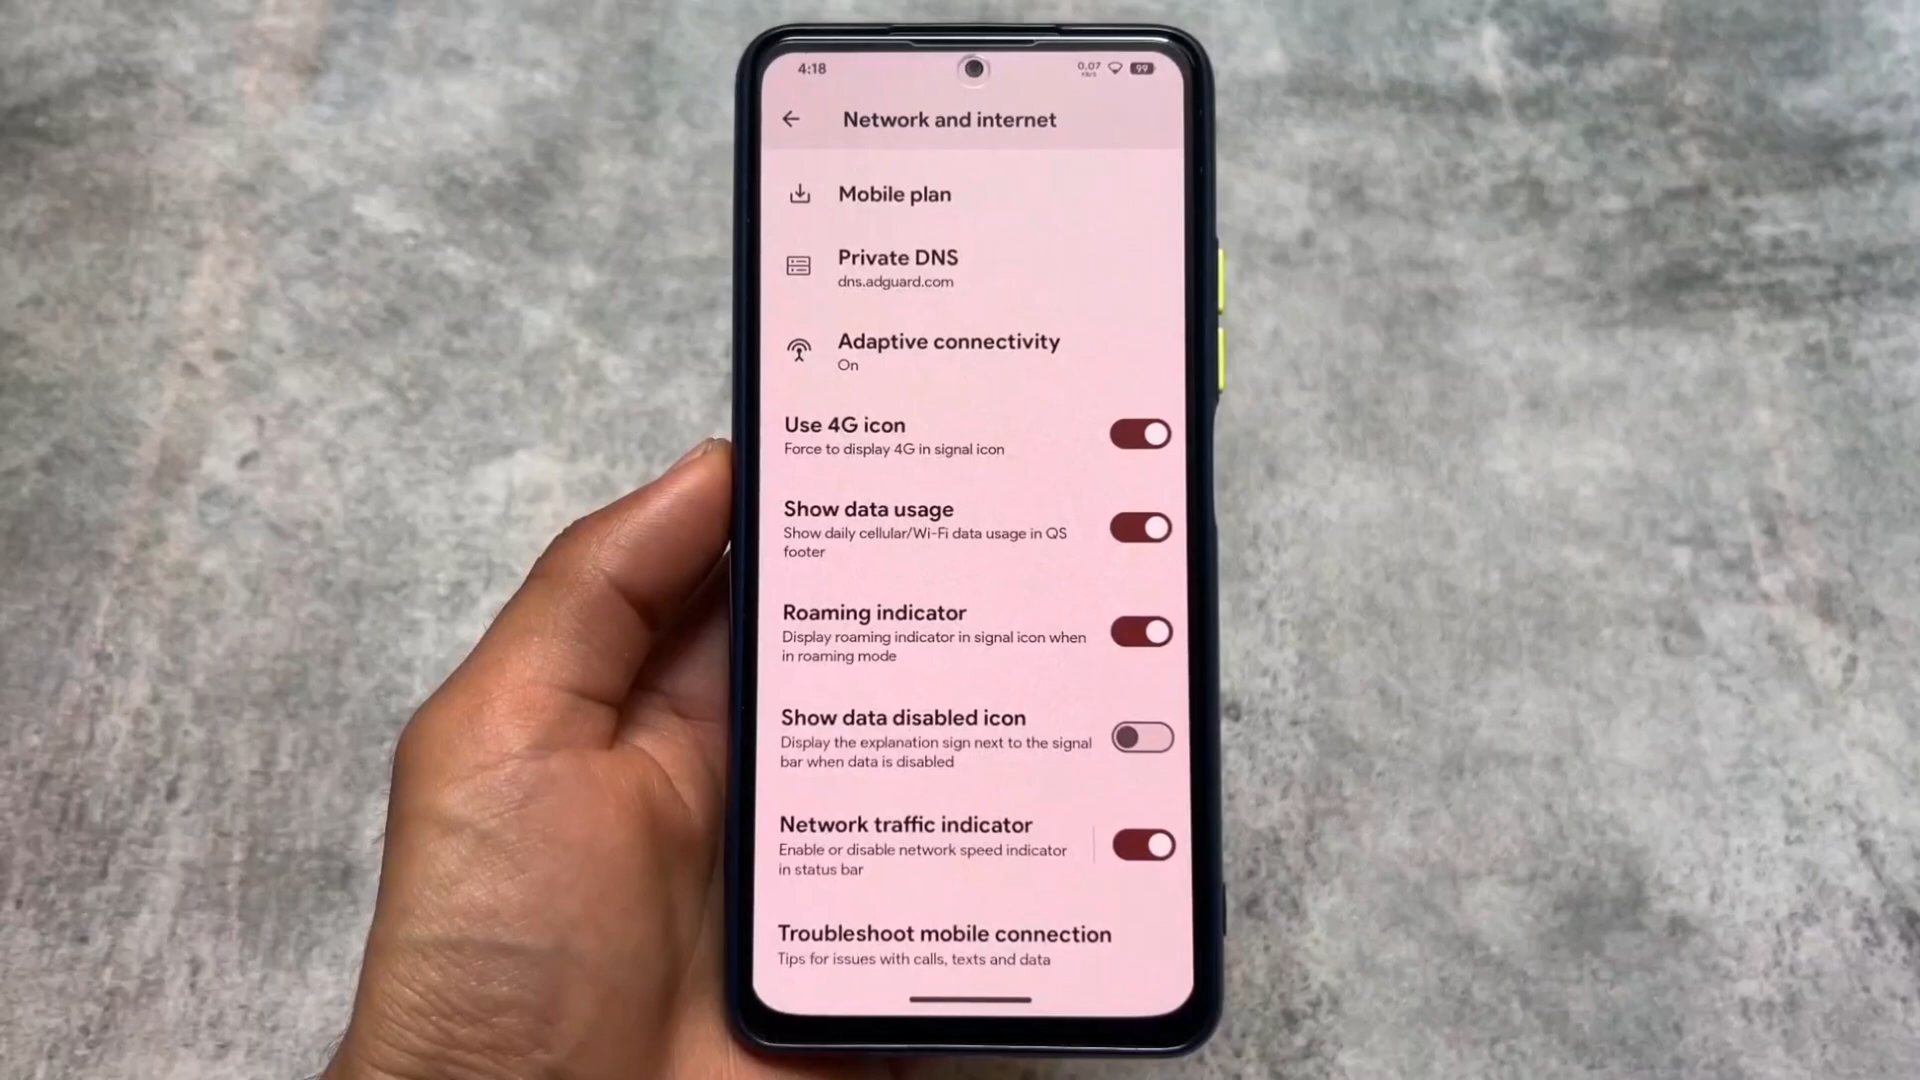 4:18
0.07
KB/S
99
Network and internet
Mobile plan
Private DNS
dns.adguard.com
Adaptive connectivity
On
Use 4G icon
Force to display 4G in signal icon
Show data usage
Show daily cellular/Wi-Fi data usage in QS
footer
Roaming indicator
Display roaming indicator in signal icon when
in roaming mode
Show data disabled icon
Display the explanation sign next to the signal
bar when data is disabled
Network traffic indicator
Enable or disable network speed indicator
in status bar
Troubleshoot mobile connection
Tips for issues with calls, texts and data